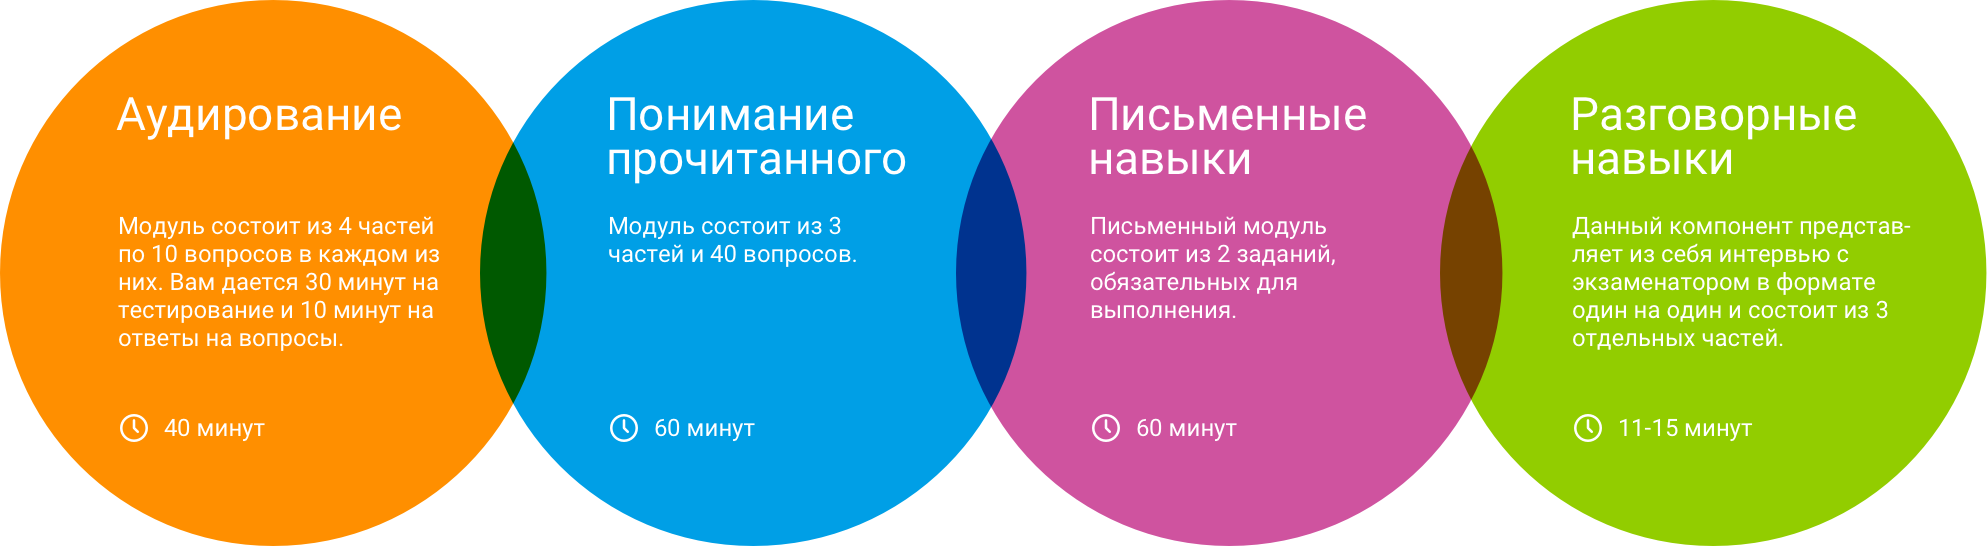 Аудирование
Модуль состоит из 4 частей
по 10 вопросов в каждом из
них. Вам дается 30 минут на
тестирование и 10 минут на
ответы на вопросы.
40 минут
Понимание
прочитанного
Модуль состоит из 3
частей и 40 вопросов.
60 минут
Письменные
навыки
Письменный модуль
состоит из 2 заданий,
обязательных для
выполнения.
60 минут
Разговорные
навыки
Данный компонент представ-
ляет из себя интервью с
экзаменатором в формате
один на один и состоит из 3
отдельных частей.
11-15 минут